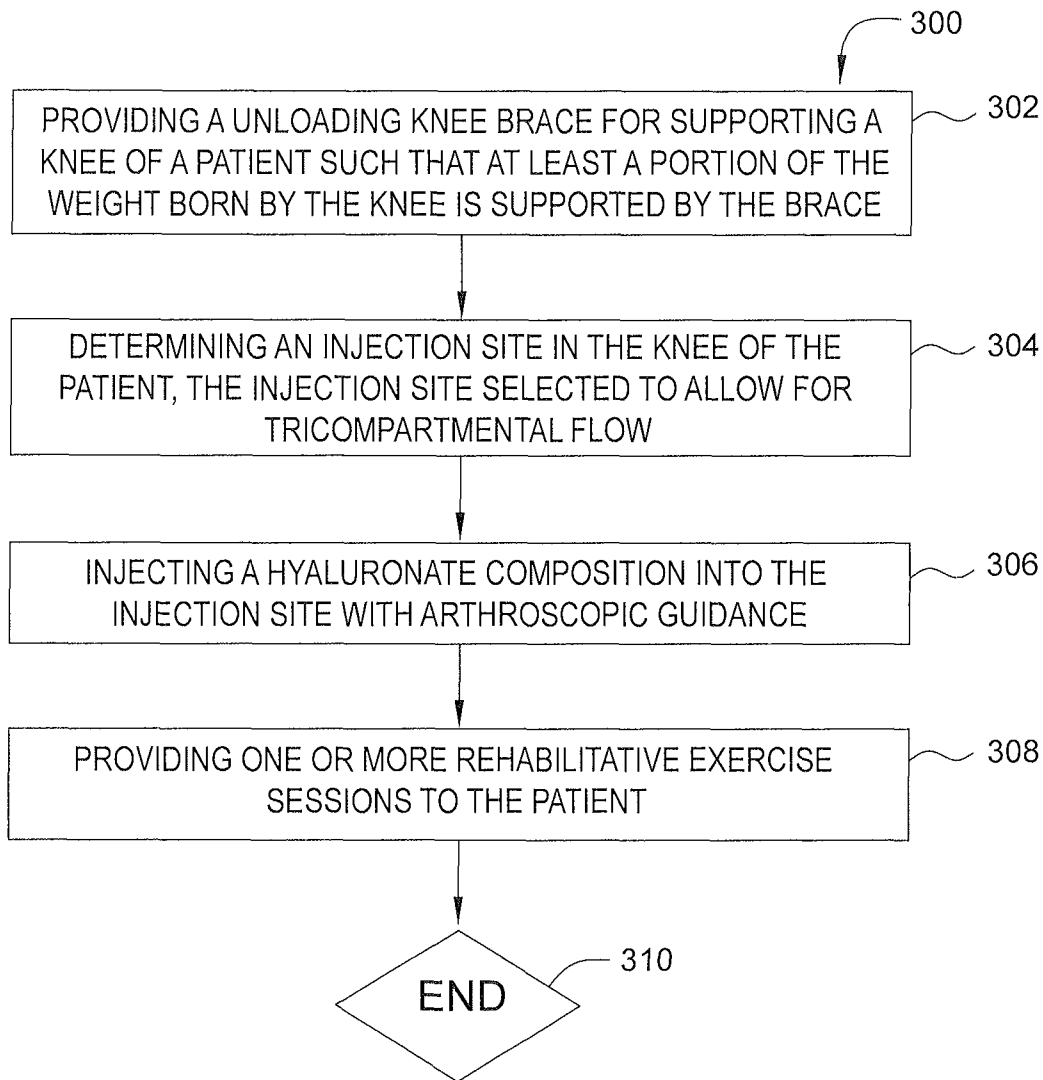 300
PROVIDING A UNLOADING KNEE BRACE FOR SUPPORTING A
KNEE OF A PATIENT SUCH THAT AT LEAST A PORTION OF THE
WEIGHT BORN BY THE KNEE IS SUPPORTED BY THE BRACE
302
DETERMINING AN INJECTION SITE IN THE KNEE OF THE
PATIENT, THE INJECTION SITE SELECTED TO ALLOW FOR
TRICOMPARTMENTAL FLOW
304
INJECTING A HYALURONATE COMPOSITION INTO THE
INJECTION SITE WITH ARTHROSCOPIC GUIDANCE
306
PROVIDING ONE OR MORE REHABILITATIVE EXERCISE
SESSIONS TO THE PATIENT
308
END
310